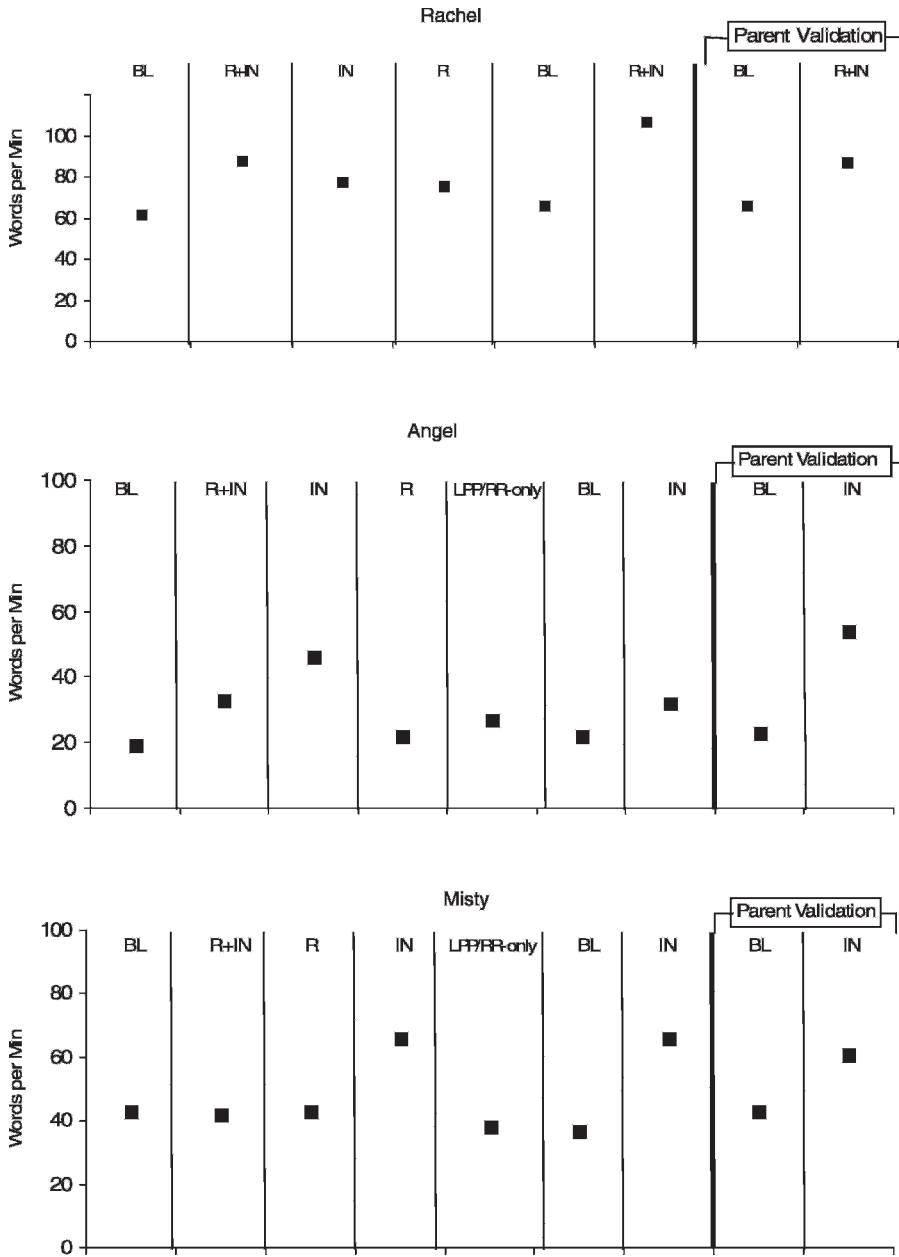 Rachel
Parent Validation
BL R+IN IN R BL R+IN BL R+IN
Words per Min
100
80
60
40
20
0
Angel
Parent Validation
BL R+IN IN R LPP/RR-only BL IN BL IN
Words per Min
100
80
60
40
20
0
Misty
Parent Validation
BL R+IN R IN LPP/RR-only BL IN BL IN
Words per Min
100
80
60
40
20
0